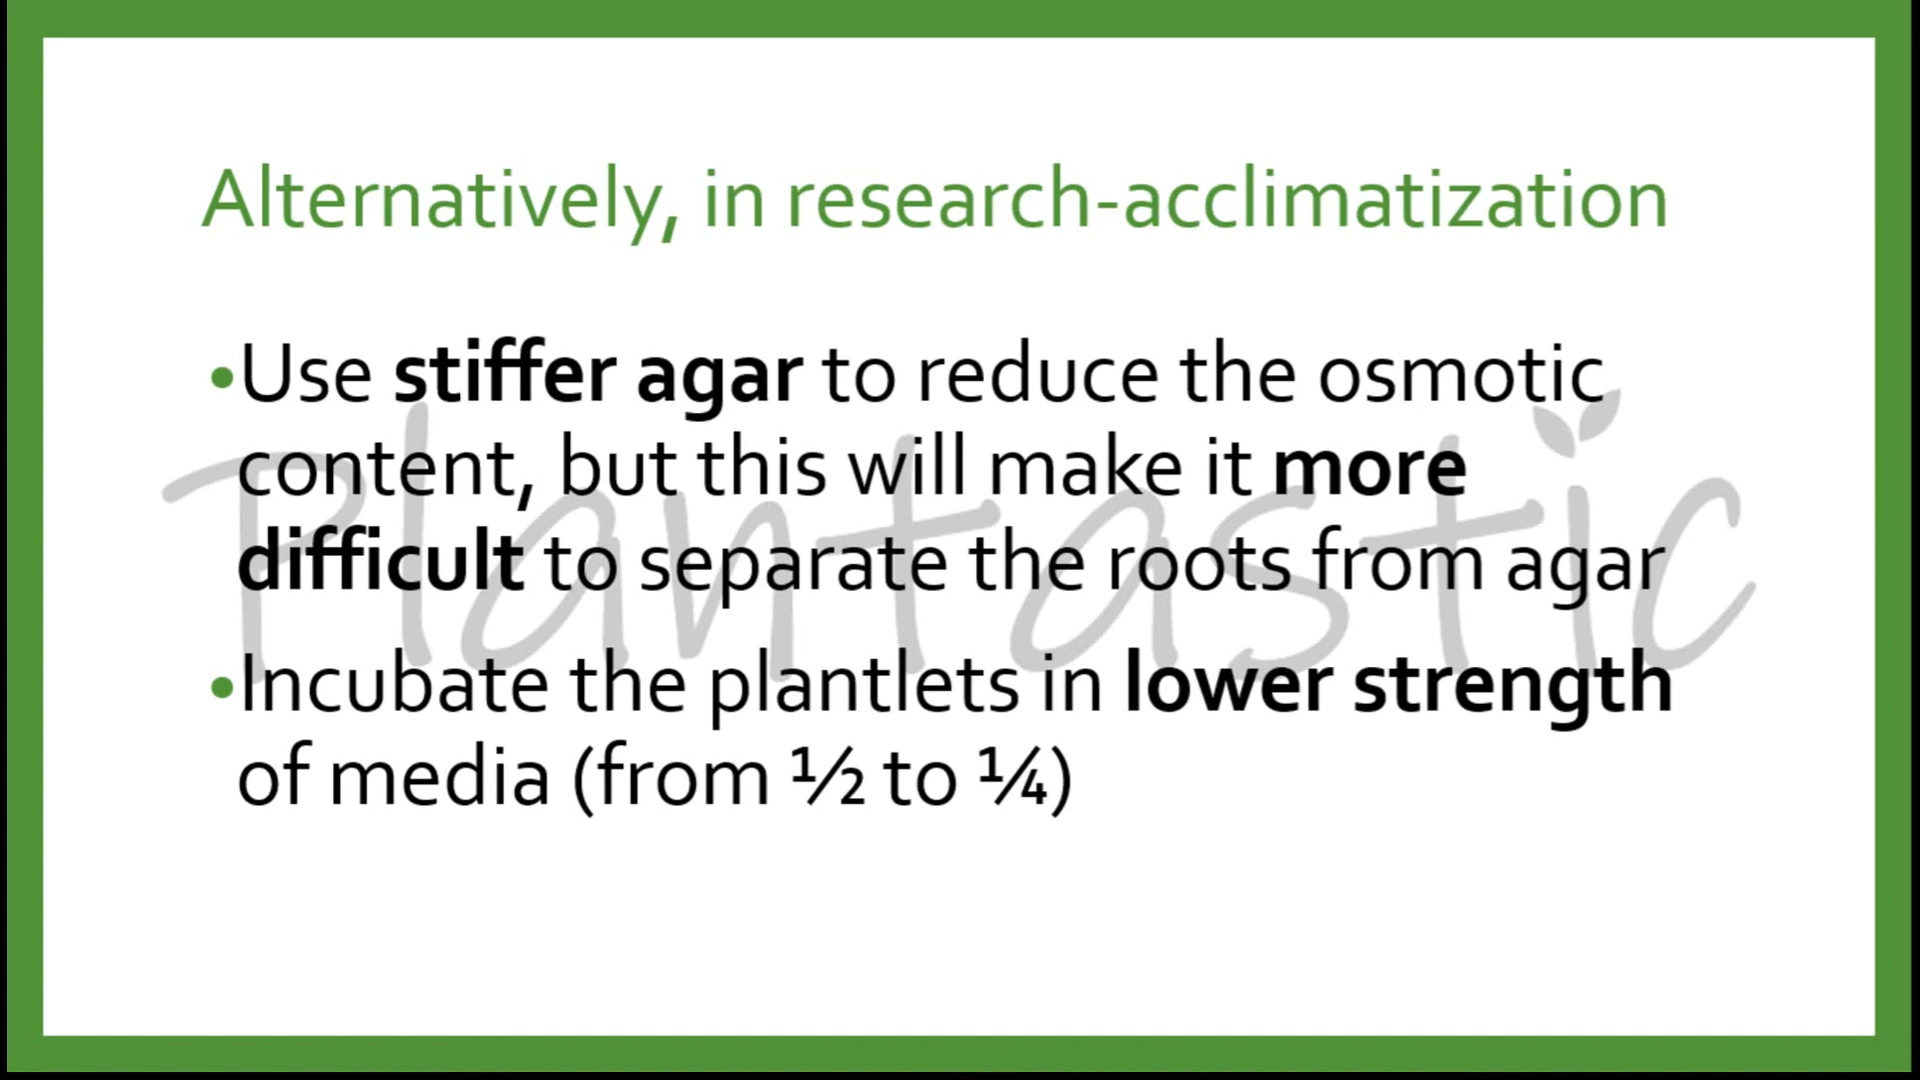 Alternatively, in research-acclimatization
•Use stiffer agar to reduce the osmotic
content, but this will make it more
difficult to separate the roots from agar
•Incubate the plantlets in lower strength
of media (from ½ to ¼)
Plantastic